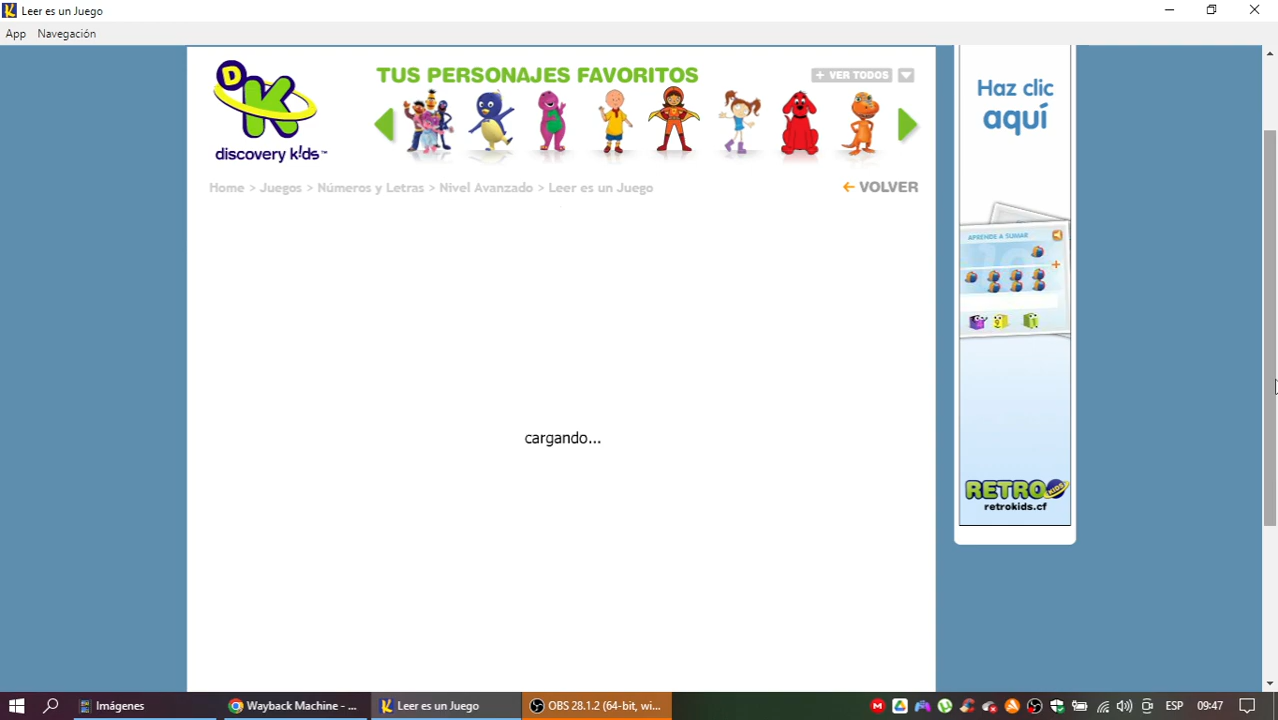 Leer es un Juego
App Navegación
D K
discovery k!ds™
TUS PERSONAJES FAVORITOS
+ VER TODOS
Home > Juegos > Números y Letras > Nivel Avanzado > Leer es un Juego
← VOLVER
cargando...
Haz clic
aquí
APRENDE A SUMAR
+
RETRO KIDS
retrokids.cf
Imágenes
Wayback Machine - ...
Leer es un Juego
OBS 28.1.2 (64-bit, wi...
ESP
09:47